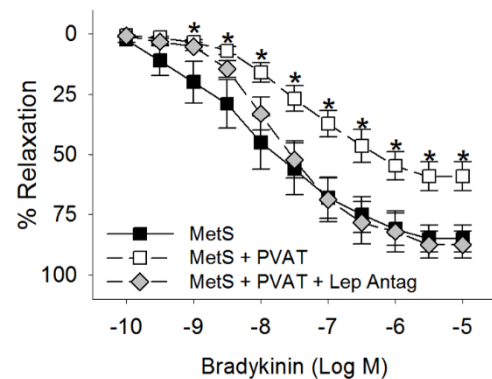 0
25
50
75
100
% Relaxation
* * * * * * * * *
MetS
MetS + PVAT
MetS + PVAT + Lep Antag
-10 -9 -8 -7 -6 -5
Bradykinin (Log M)